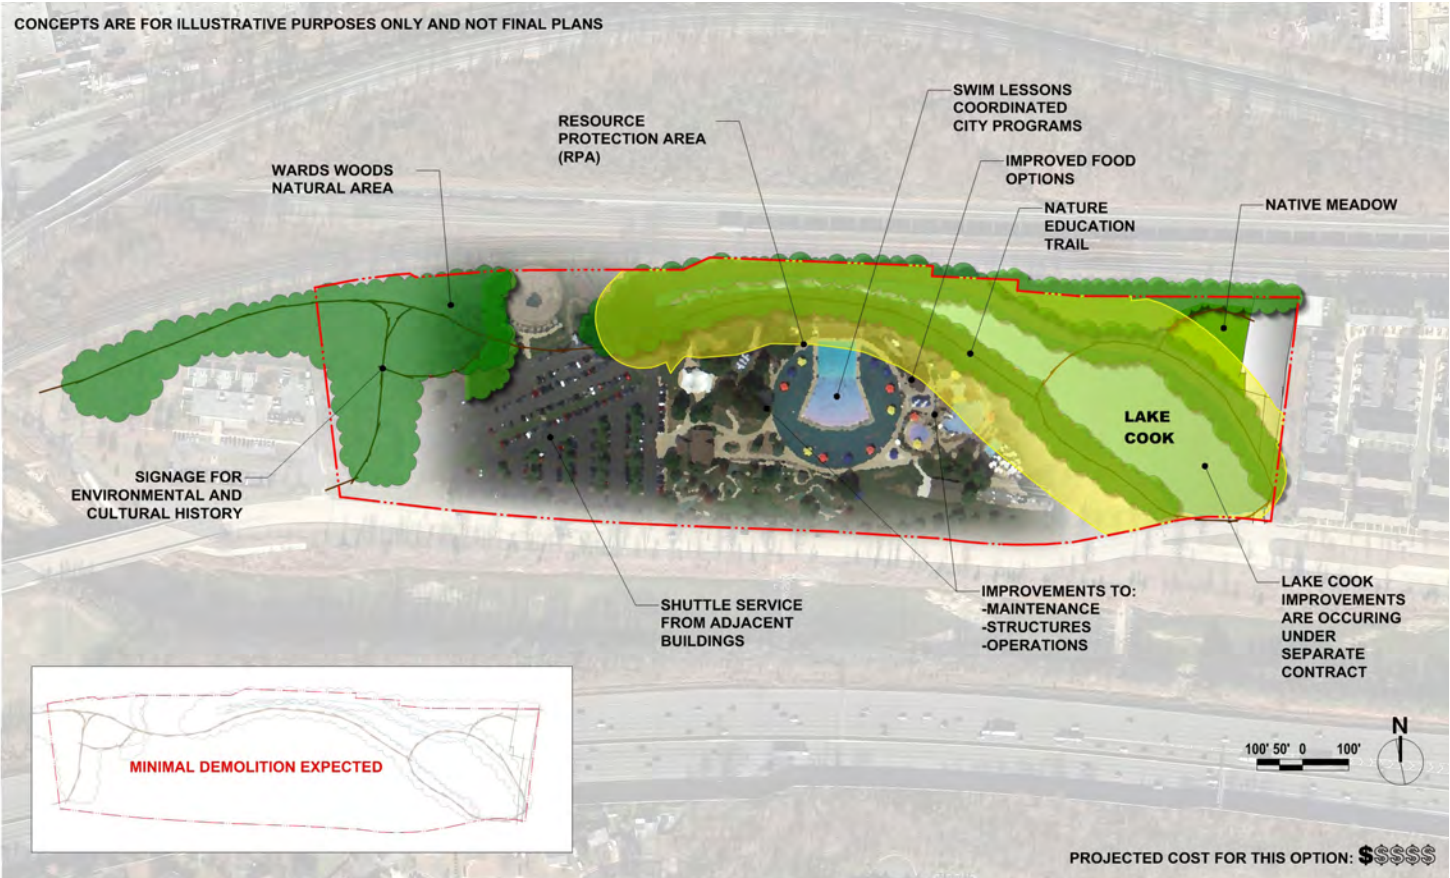 CONCEPTS ARE FOR ILLUSTRATIVE PURPOSES ONLY AND NOT FINAL PLANS
SWIM LESSONS
COORDINATED
CITY PROGRAMS
RESOURCE
PROTECTION AREA
(RPA)
WARDS WOODS
NATURAL AREA
IMPROVED FOOD
OPTIONS
NATURE
EDUCATION
TRAIL
NATIVE MEADOW
LAKE
COOK
SIGNAGE FOR
ENVIRONMENTAL AND
CULTURAL HISTORY
SHUTTLE SERVICE
FROM ADJACENT
BUILDINGS
IMPROVEMENTS TO:
-MAINTENANCE
-STRUCTURES
-OPERATIONS
LAKE COOK
IMPROVEMENTS
ARE OCCURING
UNDER
SEPARATE
CONTRACT
MINIMAL DEMOLITION EXPECTED
N
100' 50' 0 100'
PROJECTED COST FOR THIS OPTION: $$$$$